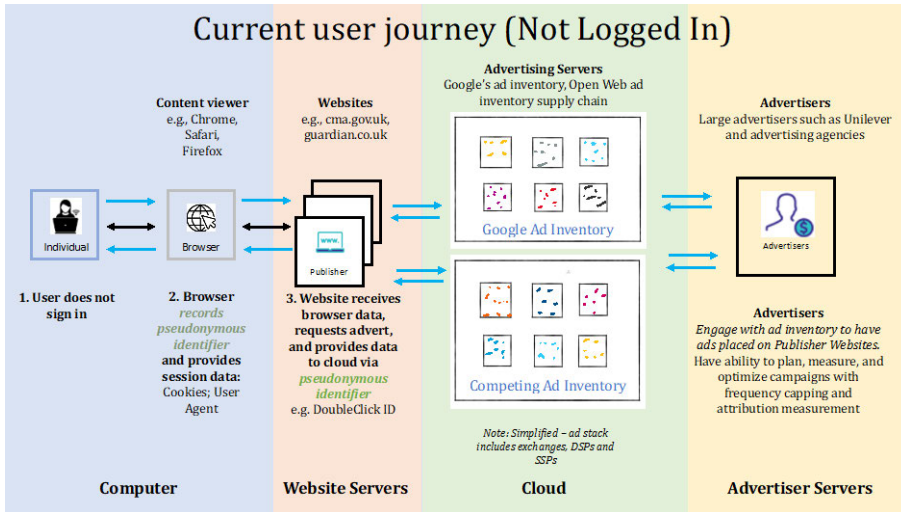 Current user journey (Not Logged In)
Content viewer
e.g., Chrome,
Safari,
Firefox
Websites
e.g., cma.gov.uk,
guardian.co.uk
Advertising Servers
Google's ad inventory, Open Web ad
inventory supply chain
Advertisers
Large advertisers such as Unilever
and advertising agencies
Individual
Browser
www.
Publisher
Google Ad Inventory
Competing Ad Inventory
$
Advertisers
1. User does not
sign in
2. Browser
records
pseudonymous
identifier
and provides
session data:
Cookies; User
Agent
3. Website receives
browser data,
requests advert,
and provides data
to cloud via
pseudonymous
identifier
e.g. DoubleClick ID
Note: Simplified – ad stack
includes exchanges, DSPs and
SSPs
Advertisers
Engage with ad inventory to have
ads placed on Publisher Websites.
Have ability to plan, measure, and
optimize campaigns with
frequency capping and
attribution measurement
Computer
Website Servers
Cloud
Advertiser Servers